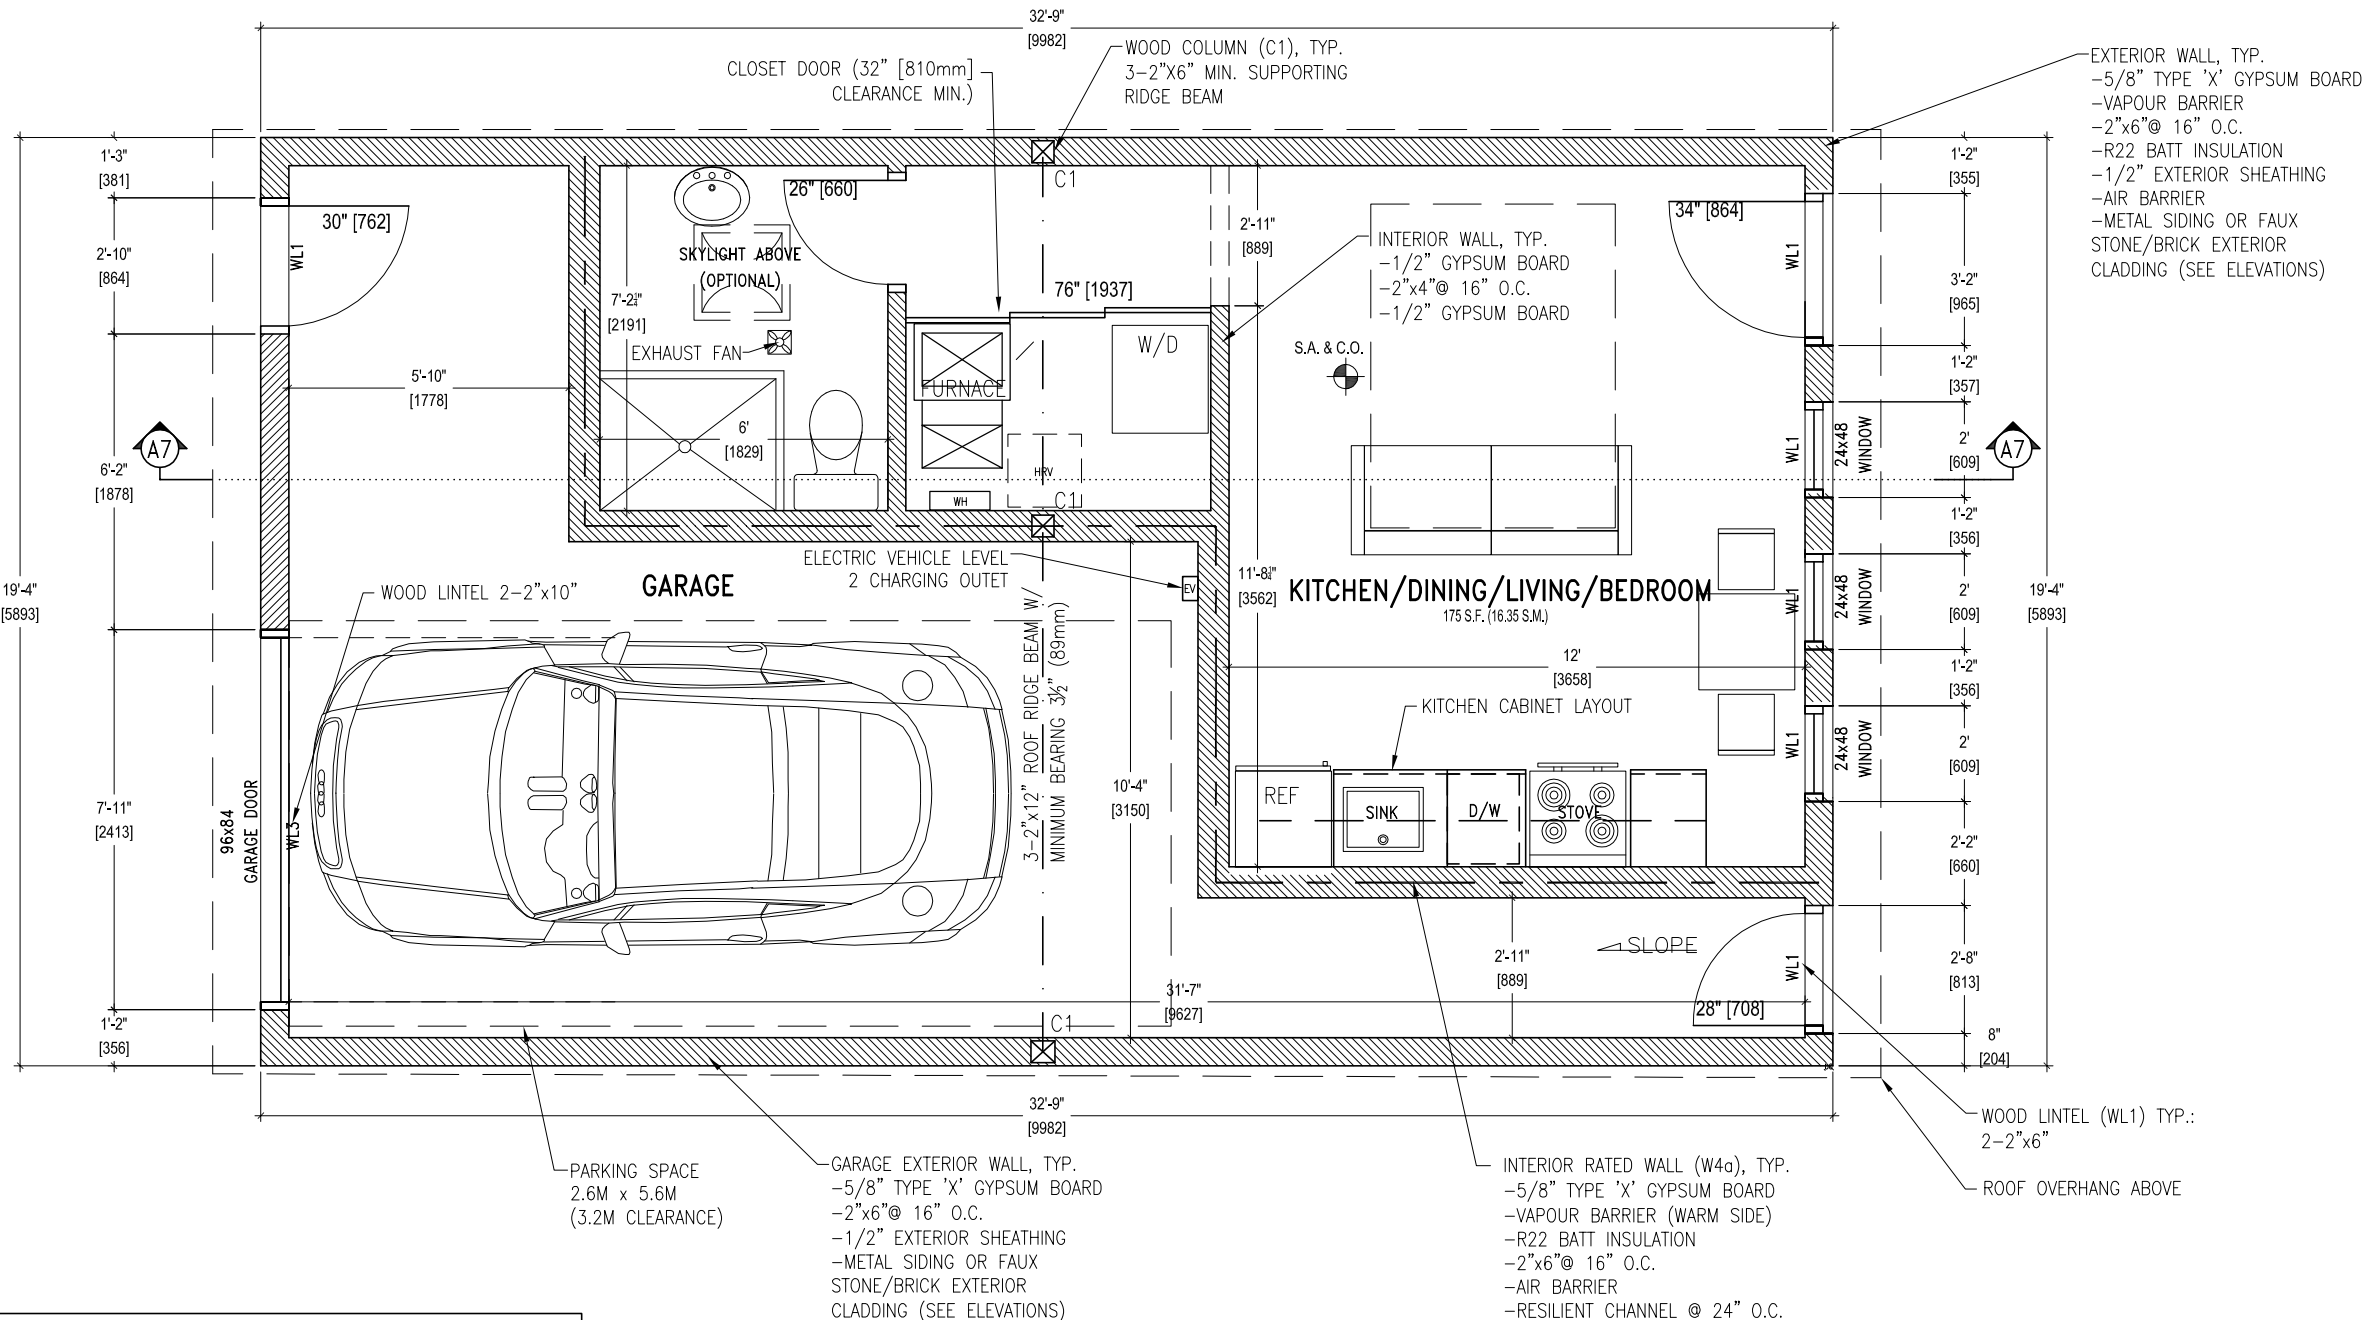 32'-9"
[9982]
CLOSET DOOR (32" [810mm]
CLEARANCE MIN.)
WOOD COLUMN (C1), TYP.
3-2"X6" MIN. SUPPORTING
RIDGE BEAM
EXTERIOR WALL, TYP.
-5/8" TYPE 'X' GYPSUM BOARD
-VAPOUR BARRIER
-2"x6"@ 16" O.C.
-R22 BATT INSULATION
-1/2" EXTERIOR SHEATHING
-AIR BARRIER
-METAL SIDING OR FAUX
STONE/BRICK EXTERIOR
CLADDING (SEE ELEVATIONS)
19'-4"
[5893]
1'-3"
[381]
2'-10"
[864]
6'-2"
[1878]
7'-11"
[2413]
1'-2"
[356]
A7
30" [762]
WL1
5'-10"
[1778]
26" [660]
SKYLIGHT ABOVE
(OPTIONAL)
7'-2¾"
[2191]
EXHAUST FAN
6'
[1829]
C1
76" [1937]
FURNACE
W/D
HRV
WH
C1
2'-11"
[889]
INTERIOR WALL, TYP.
-1/2" GYPSUM BOARD
-2"x4"@ 16" O.C.
-1/2" GYPSUM BOARD
S.A. & C.O.
34" [864]
WL1
1'-2"
[355]
3'-2"
[965]
1'-2"
[357]
2'
[609]
1'-2"
[356]
2'
[609]
1'-2"
[356]
2'
[609]
2'-2"
[660]
2'-8"
[813]
8"
[204]
19'-4"
[5893]
A7
WL1
24x48
WINDOW
WL1
24x48
WINDOW
WL1
24x48
WINDOW
WOOD LINTEL 2-2"x10"
GARAGE
ELECTRIC VEHICLE LEVEL
2 CHARGING OUTET
EV
11'-8¼"
[3562]
KITCHEN/DINING/LIVING/BEDROOM
175 S.F. (16.35 S.M.)
12'
[3658]
KITCHEN CABINET LAYOUT
REF
SINK
D/W
STOVE
96x84
GARAGE DOOR
WL3
3-2"x12" ROOF RIDGE BEAM W/
MINIMUM BEARING 3½" (89mm)
10'-4"
[3150]
2'-11"
[889]
SLOPE
WL1
28" [708]
31'-7"
[9627]
C1
32'-9"
[9982]
PARKING SPACE
2.6M x 5.6M
(3.2M CLEARANCE)
GARAGE EXTERIOR WALL, TYP.
-5/8" TYPE 'X' GYPSUM BOARD
-2"x6"@ 16" O.C.
-1/2" EXTERIOR SHEATHING
-METAL SIDING OR FAUX
STONE/BRICK EXTERIOR
CLADDING (SEE ELEVATIONS)
INTERIOR RATED WALL (W4a), TYP.
-5/8" TYPE 'X' GYPSUM BOARD
-VAPOUR BARRIER (WARM SIDE)
-R22 BATT INSULATION
-2"x6"@ 16" O.C.
-AIR BARRIER
-RESILIENT CHANNEL @ 24" O.C.
WOOD LINTEL (WL1) TYP.:
2-2"x6"
ROOF OVERHANG ABOVE